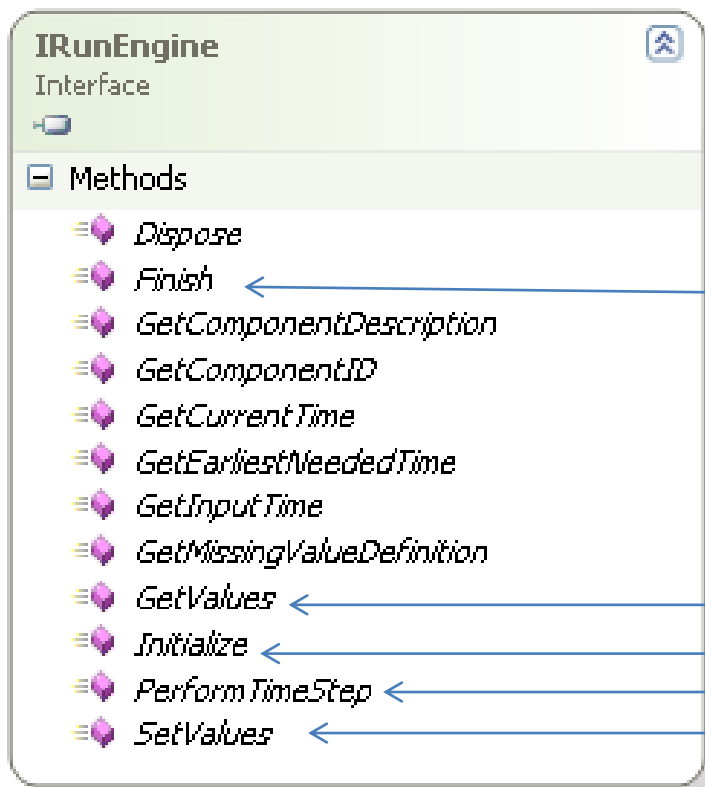 IRunEngine
Interface
Methods
Dispose
Finish
GetComponentDescription
GetComponentID
GetCurrentTime
GetEarliestNeededTime
GetInputTime
GetMissingValueDefinition
GetValues
Initialize
PerformTimeStep
SetValues